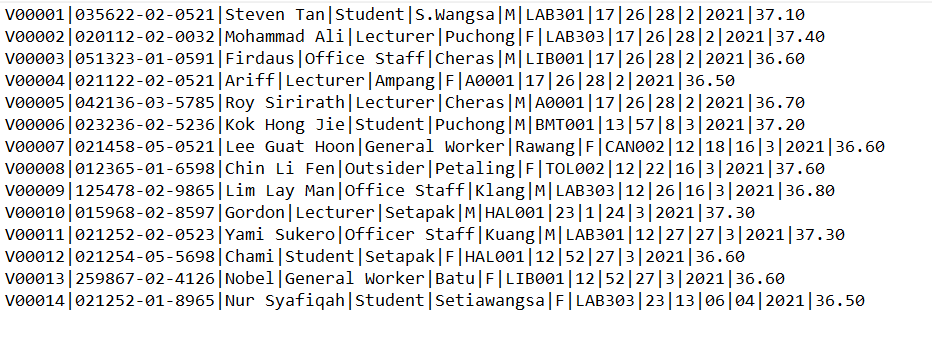 V00001|035622-02-0521|Steven Tan|Student|S.Wangsa|M|LAB301|17|26|28|2|2021|37.10
V00002|020112-02-0032|Mohammad Ali|Lecturer|Puchong|F|LAB303|17|26|28|2|2021|37.40
V00003|051323-01-0591|Firdaus|Office Staff|Cheras|M|LIB001|17|26|28|2|2021|36.60
V00004|021122-02-0521|Ariff|Lecturer|Ampang|F|A0001|17|26|28|2|2021|36.50
V00005|042136-03-5785|Roy Sirirath|Lecturer|Cheras|M|A0001|17|26|28|2|2021|36.70
V00006|023236-02-5236|Kok Hong Jie|Student|Puchong|M|BMT001|13|57|8|3|2021|37.20
V00007|021458-05-0521|Lee Guat Hoon|General Worker|Rawang|F|CAN002|12|18|16|3|2021|36.60
V00008|012365-01-6598|Chin Li Fen|Outsider|Petaling|F|TOL002|12|22|16|3|2021|37.60
V00009|125478-02-9865|Lim Lay Man|Office Staff|Klang|M|LAB303|12|26|16|3|2021|36.80
V00010|015968-02-8597|Gordon|Lecturer|Setapak|M|HAL001|23|1|24|3|2021|37.30
V00011|021252-02-0523|Yami Sukero|Officer Staff|Kuang|M|LAB301|12|27|27|3|2021|37.30
V00012|021254-05-5698|Chami|Student|Setapak|F|HAL001|12|52|27|3|2021|36.60
V00013|259867-02-4126|Nobel|General Worker|Batu|F|LIB001|12|52|27|3|2021|36.60
V00014|021252-01-8965|Nur Syafiqah|Student|Setiawangsa|F|LAB303|23|13|06|04|2021|36.50